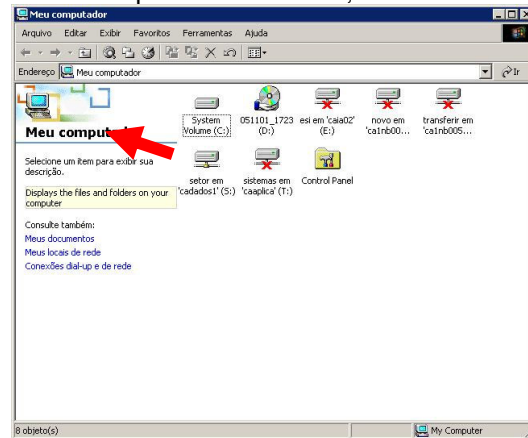 Meu computador
Arquivo Editar Exibir Favoritos Ferramentas Ajuda
Endereço Meu computador Ir
Meu computador
Selecione um item para exibir sua
descrição.
Displays the files and folders on your
computer
Consulte também:
Meus documentos
Meus locais de rede
Conexões dial-up e de rede
System
Volume (C:)
051101_1723
(D:)
esi em 'caia02'
(E:)
novo em
'ca1nb00...
transferir em
'ca1nb005...
setor em
'cadados1' (S:)
sistemas em
'caaplica' (T:)
Control Panel
8 objeto(s) My Computer